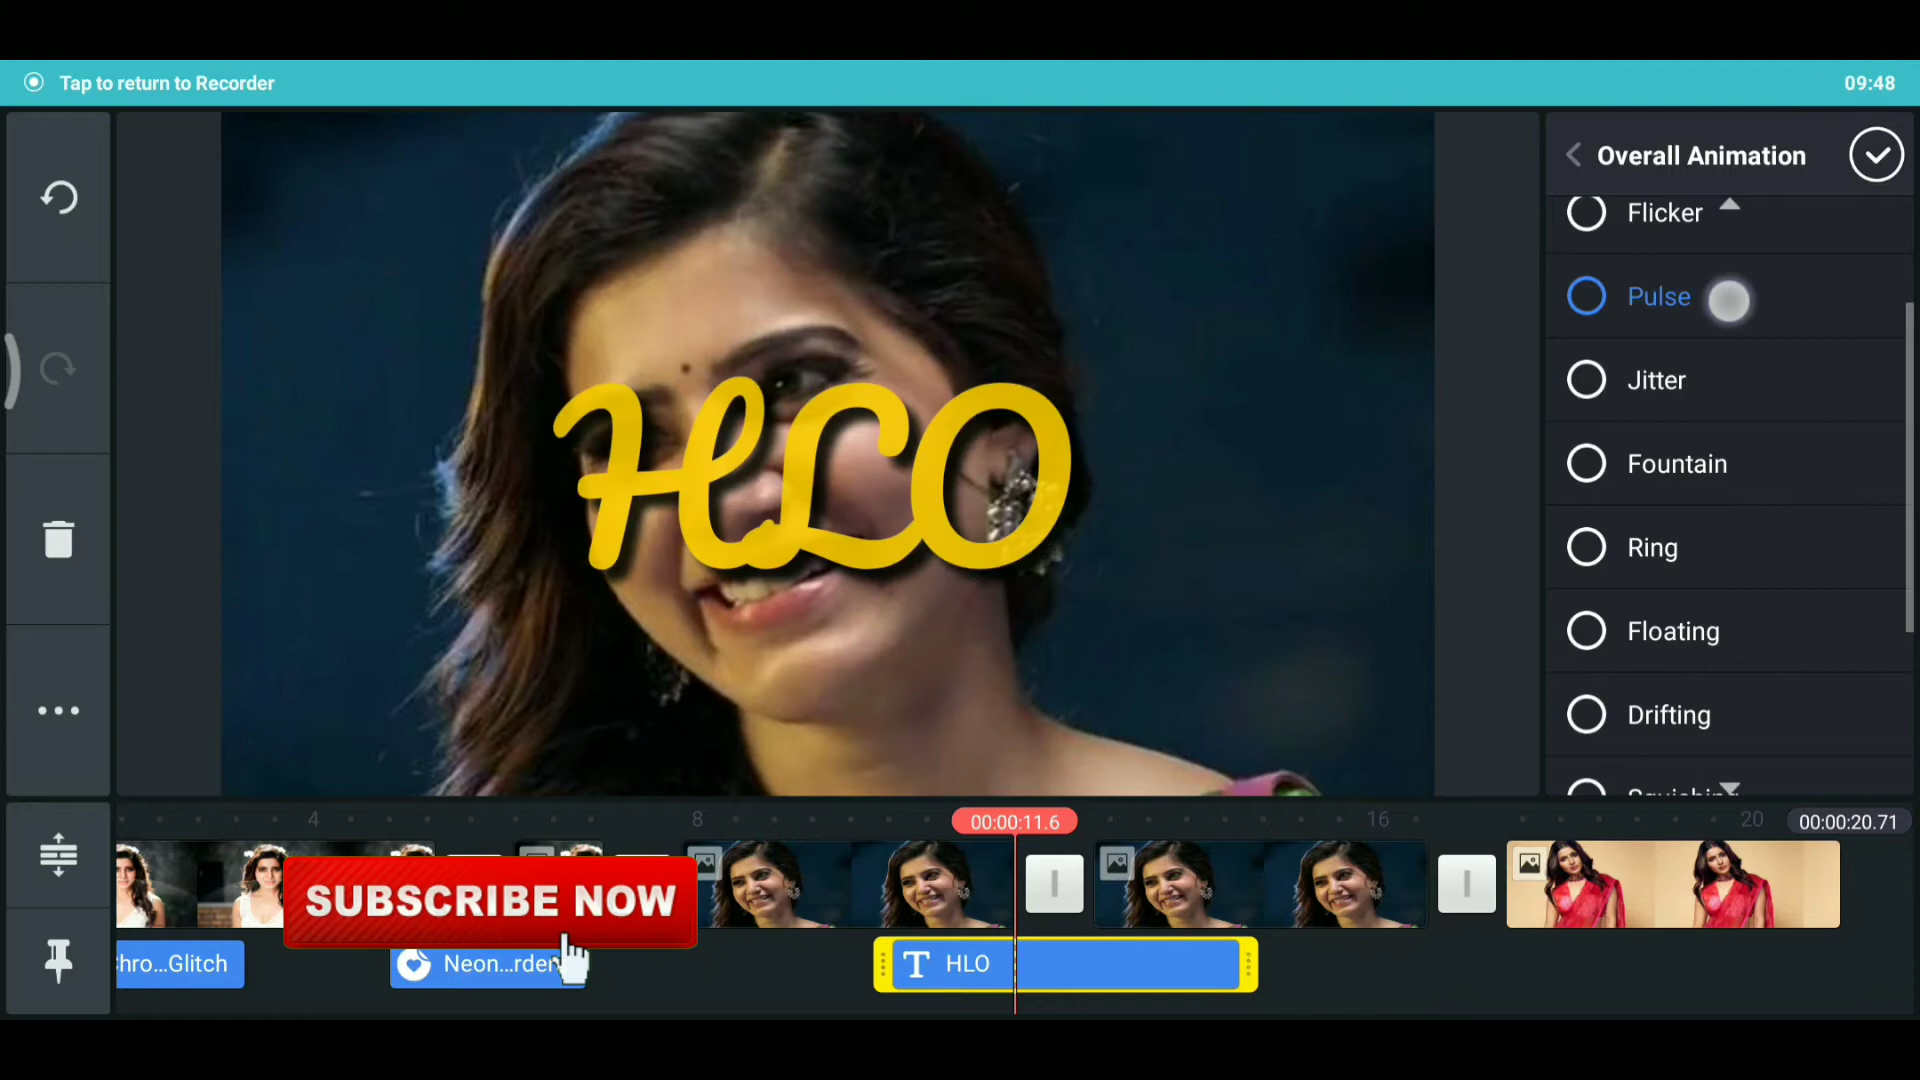 Tap to return to Recorder
09:48
Overall Animation
Flicker
Pulse
Jitter
Fountain
Ring
Floating
Drifting
HLO
4
8
00:00:11.6
16
20
00:00:20.71
SUBSCRIBE NOW
hro...Glitch
Neon...rder
T HLO